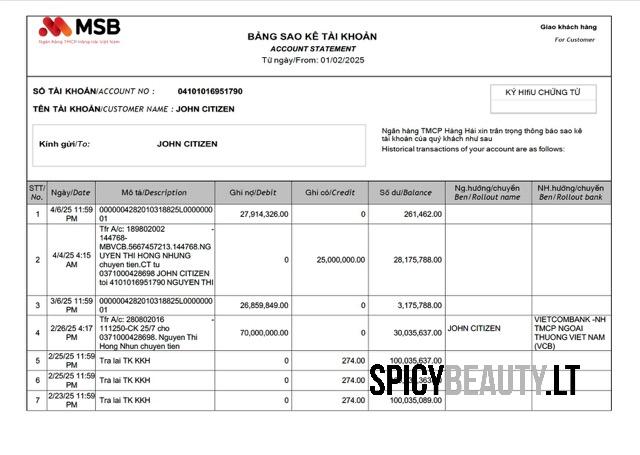 MSB
Ngân hàng TMCP Hàng Hải Việt Nam
BẢNG SAO KÊ TÀI KHOẢN
ACCOUNT STATEMENT
Từ ngày/From: 01/02/2025
Giao khách hàng
For Customer
SỐ TÀI KHOẢN/ACCOUNT NO : 04101016951790
TÊN TÀI KHOẢN/CUSTOMER NAME : JOHN CITIZEN
KÝ HIfiU CHỨNG TỪ
Kính gửi/To: JOHN CITIZEN
Ngân hàng TMCP Hàng Hải xin trân trọng thông báo sao kê
tài khoản của quý khách như sau
Historical transactions of your account are as follows:
STT/ No. Ngày/Date Mô tả/Description Ghi nợ/Debit Ghi có/Credit Số dư/Balance Ng.hưởng/chuyển Ben/Rollout name NH.hưởng/chuyển Ben/Rollout bank
1 4/6/25 11:59 PM 0000004282010318825L0000000 01 27,914,326.00 0 261,462.00
2 4/4/25 4:15 AM
Tfr A/c: 189802002 -
144768-
MBVCB.5667457213.144768.NG
UYEN THI HONG NHUNG
chuyen tien.CT tu
0371000428698 JOHN CITIZEN
toi 4101016951790 NGUYEN THI
0 25,000,000.00 28,175,788.00
3 3/6/25 11:59 PM 0000004282010318825L0000000 01 26,859,849.00 0 3,175,788.00
4 2/26/25 4:17 PM
Tfr A/c: 280802016 -
111250-CK 25/7 cho
0371000428698. Nguyen Thi
Hong Nhun chuyen tien
70,000,000.00 0 30,035,637.00 JOHN CITIZEN
VIETCOMBANK -NH
TMCP NGOAI
THUONG VIET NAM
(VCB)
5 2/25/25 11:59 PM Tra lai TK KKH 0 274.00 100,035,637.00
6 2/25/25 11:59 PM Tra lai TK KKH 0 274.00
7 2/23/25 11:59 PM Tra lai TK KKH 0 274.00 100,035,089.00
SPICYBEAUTY.LT